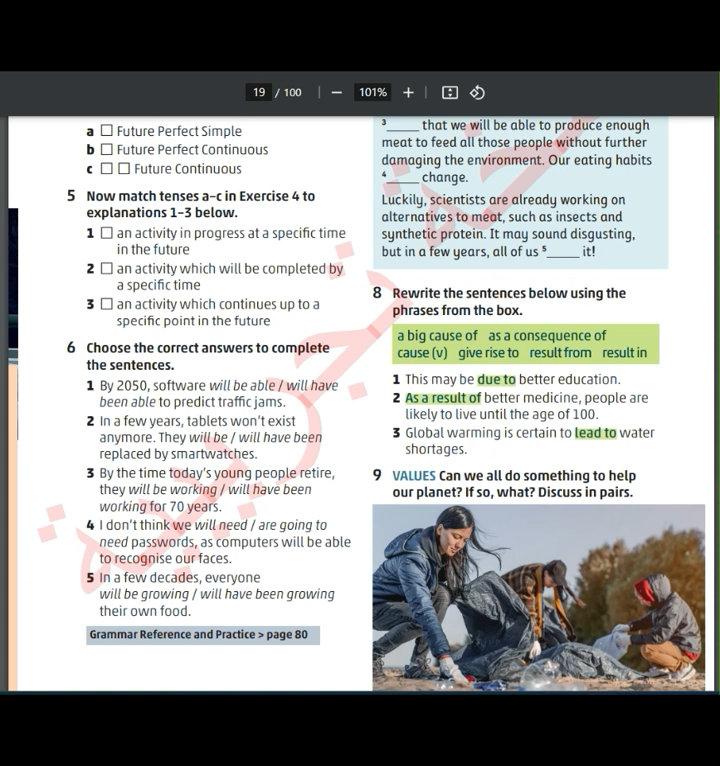 19 / 100
101%
a □ Future Perfect Simple
b □ Future Perfect Continuous
c □ □ Future Continuous
5 Now match tenses a–c in Exercise 4 to
explanations 1–3 below.
1 □ an activity in progress at a specific time
in the future
2 □ an activity which will be completed by
a specific time
3 □ an activity which continues up to a
specific point in the future
6 Choose the correct answers to complete
the sentences.
1 By 2050, software will be able / will have
been able to predict traffic jams.
2 In a few years, tablets won't exist
anymore. They will be / will have been
replaced by smartwatches.
3 By the time today's young people retire,
they will be working / will have been
working for 70 years.
4 I don't think we will need / are going to
need passwords, as computers will be able
to recognise our faces.
5 In a few decades, everyone
will be growing / will have been growing
their own food.
Grammar Reference and Practice > page 80
3 _____ that we will be able to produce enough
meat to feed all those people without further
damaging the environment. Our eating habits
4 _____ change.
Luckily, scientists are already working on
alternatives to meat, such as insects and
synthetic protein. It may sound disgusting,
but in a few years, all of us 5 _____ it!
8 Rewrite the sentences below using the
phrases from the box.
a big cause of as a consequence of
cause (v) give rise to result from result in
1 This may be due to better education.
2 As a result of better medicine, people are
likely to live until the age of 100.
3 Global warming is certain to lead to water
shortages.
9 VALUES Can we all do something to help
our planet? If so, what? Discuss in pairs.